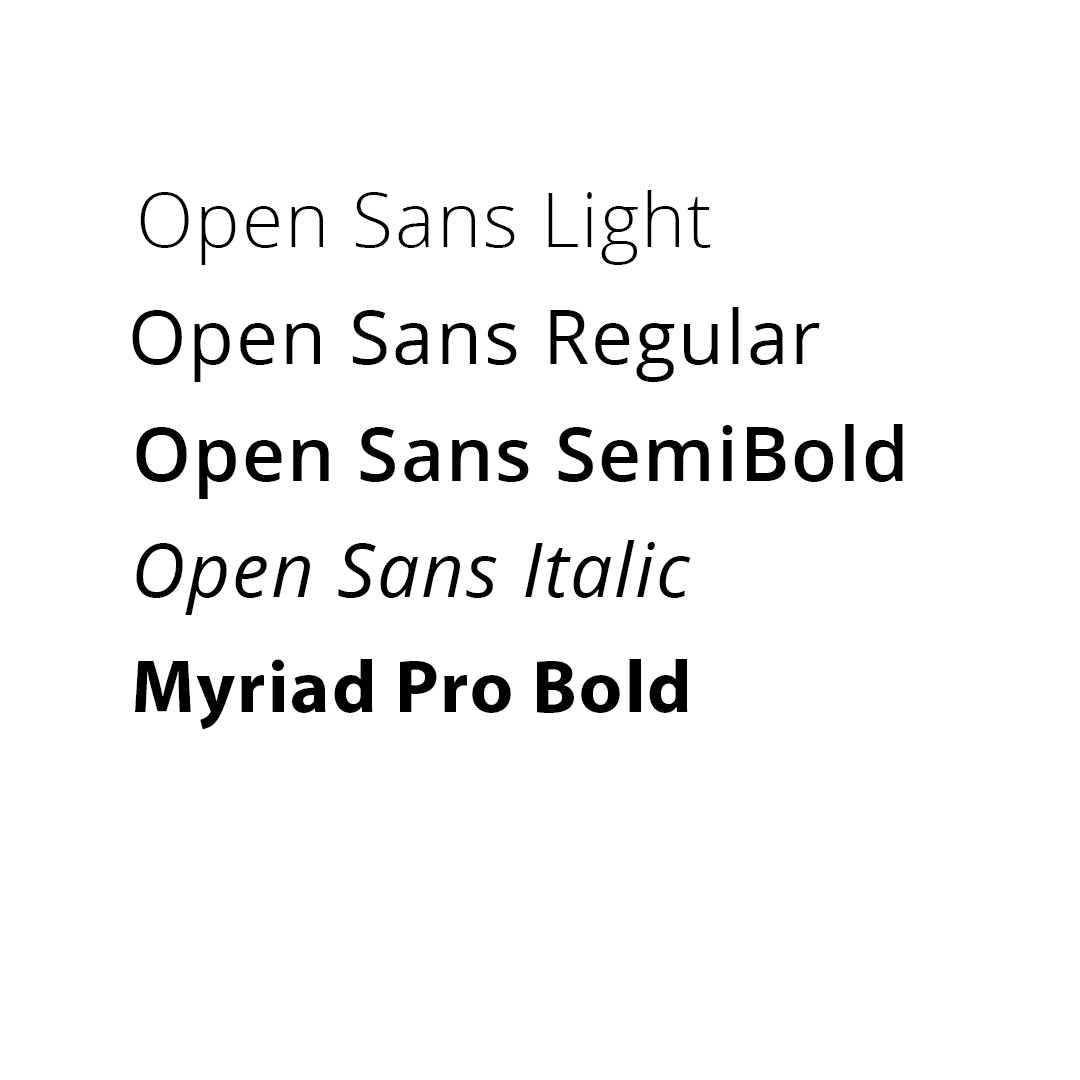 Open Sans Light
Open Sans Regular
Open Sans SemiBold
Open Sans Italic
Myriad Pro Bold